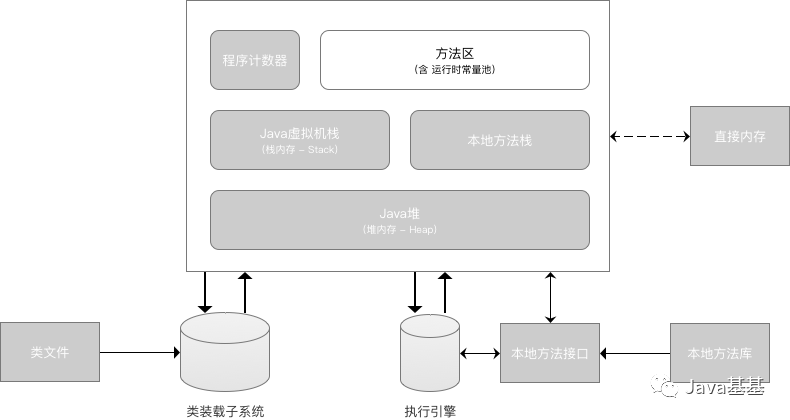 程序计数器
方法区
（含 运行时常量池）
Java虚拟机栈
（栈内存 – Stack）
本地方法栈
直接内存
Java堆
（堆内存 – Heap）
类文件
本地方法接口
本地方法库
Java基基
类装载子系统
执行引擎